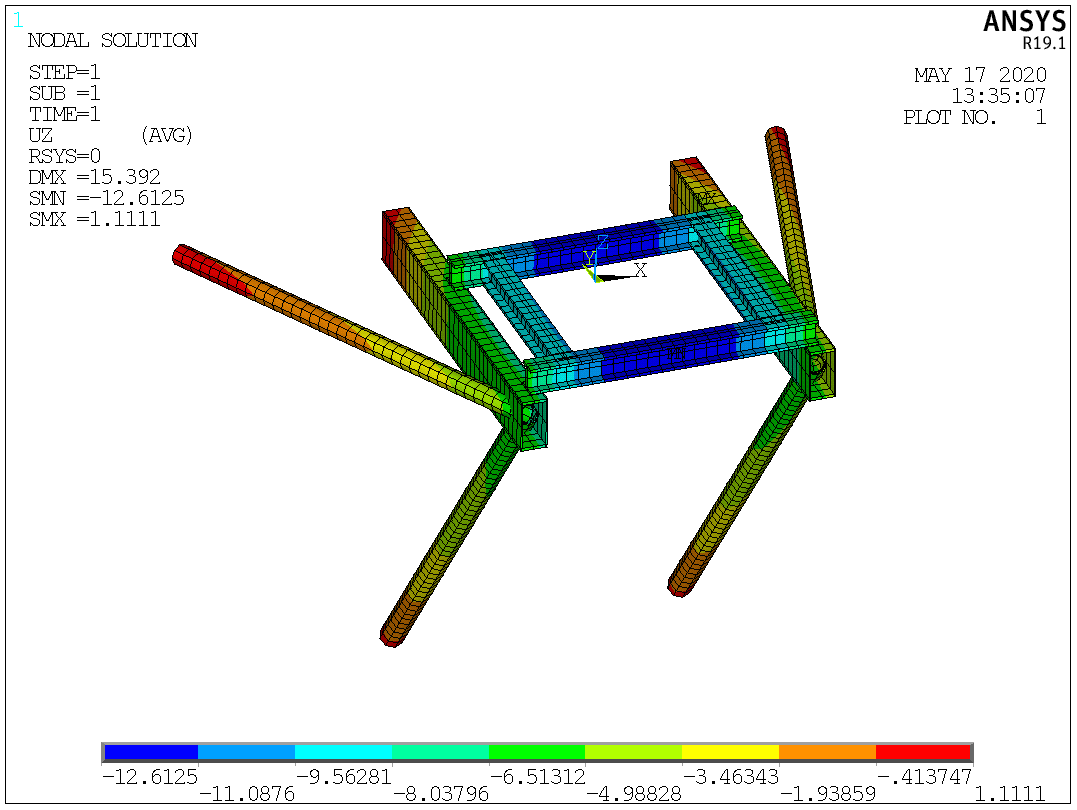 1
NODAL SOLUTION
STEP=1
SUB =1
TIME=1
UZ (AVG)
RSYS=0
DMX =15.392
SMN =-12.6125
SMX =1.1111
ANSYS
R19.1
MAY 17 2020
13:35:07
PLOT NO. 1
Z
Y
X
-12.6125 -9.56281 -6.51312 -3.46343 -.413747
-11.0876 -8.03796 -4.98828 -1.93859 1.1111